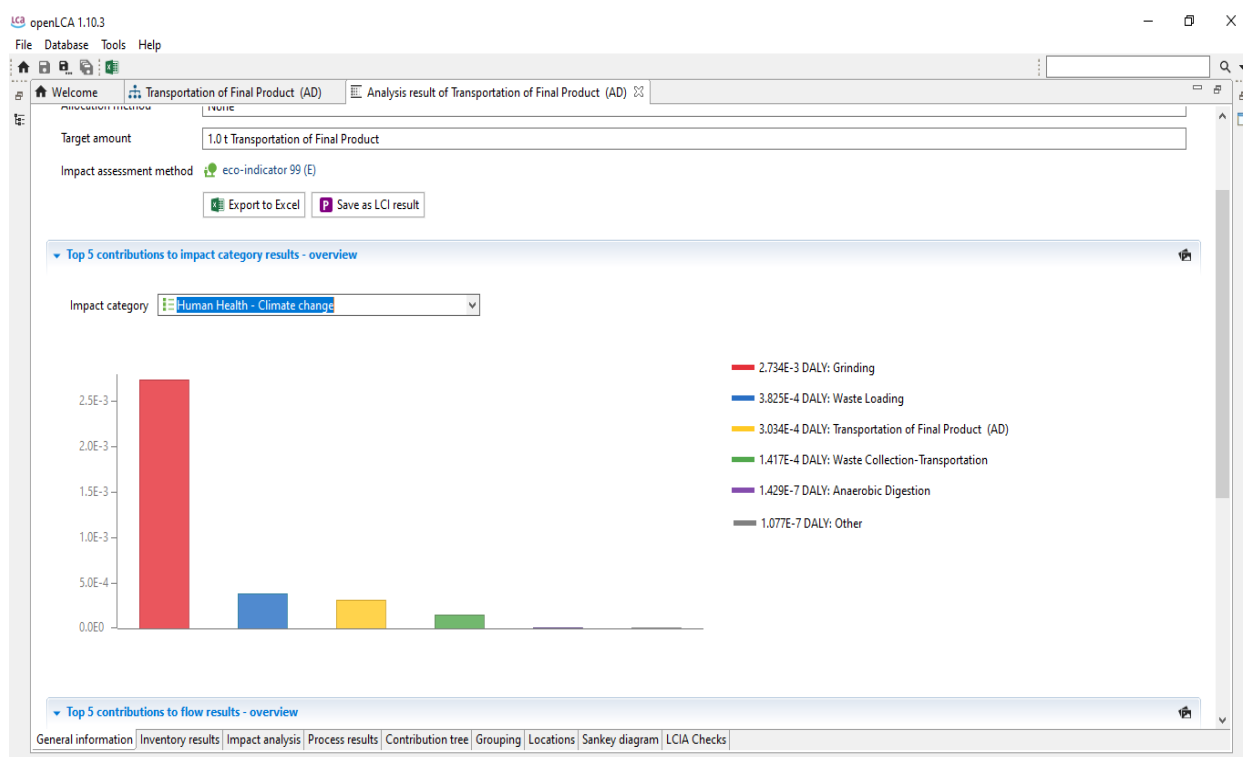 LCA openLCA 1.10.3
File Database Tools Help
Welcome Transportation of Final Product (AD) Analysis result of Transportation of Final Product (AD)
Allocation method None
Target amount 1.0 t Transportation of Final Product
Impact assessment method eco-indicator 99 (E)
Export to Excel P Save as LCI result
Top 5 contributions to impact category results - overview
Impact category Human Health - Climate change
2.734E-3 DALY: Grinding
3.825E-4 DALY: Waste Loading
3.034E-4 DALY: Transportation of Final Product (AD)
1.417E-4 DALY: Waste Collection-Transportation
1.429E-7 DALY: Anaerobic Digestion
1.077E-7 DALY: Other
2.5E-3
2.0E-3
1.5E-3
1.0E-3
5.0E-4
0.0E0
Top 5 contributions to flow results - overview
General information Inventory results Impact analysis Process results Contribution tree Grouping Locations Sankey diagram LCIA Checks